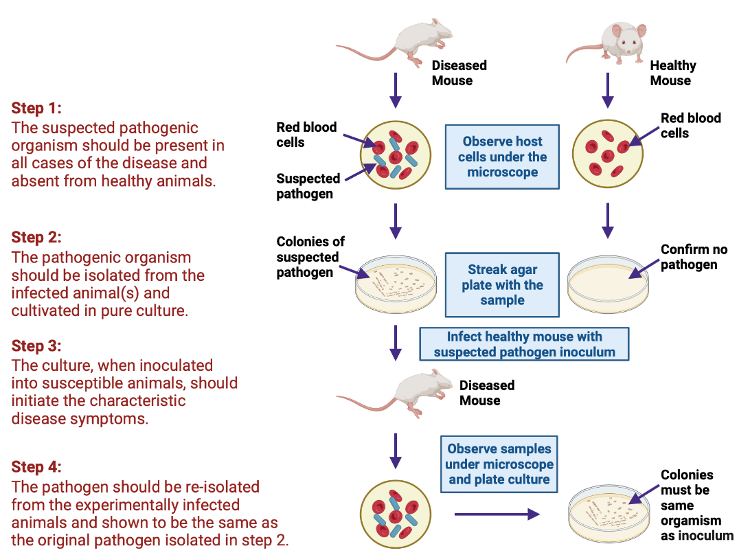 Diseased
Mouse
Healthy
Mouse
Step 1:
The suspected pathogenic
organism should be present in
all cases of the disease and
absent from healthy animals.
Red blood
cells
Suspected
pathogen
Observe host
cells under the
microscope
Red blood
cells
Step 2:
The pathogenic organism
should be isolated from the
infected animal(s) and
cultivated in pure culture.
Colonies of
suspected
pathogen
Streak agar
plate with the
sample
Confirm no
pathogen
Infect healthy mouse with
suspected pathogen inoculum
Step 3:
The culture, when inoculated
into susceptible animals, should
initiate the characteristic
disease symptoms.
Diseased
Mouse
Step 4:
The pathogen should be re-isolated
from the experimentally infected
animals and shown to be the same as
the original pathogen isolated in step 2.
Observe samples
under microscope
and plate culture
Colonies
must be
same
orgamism
as inoculum